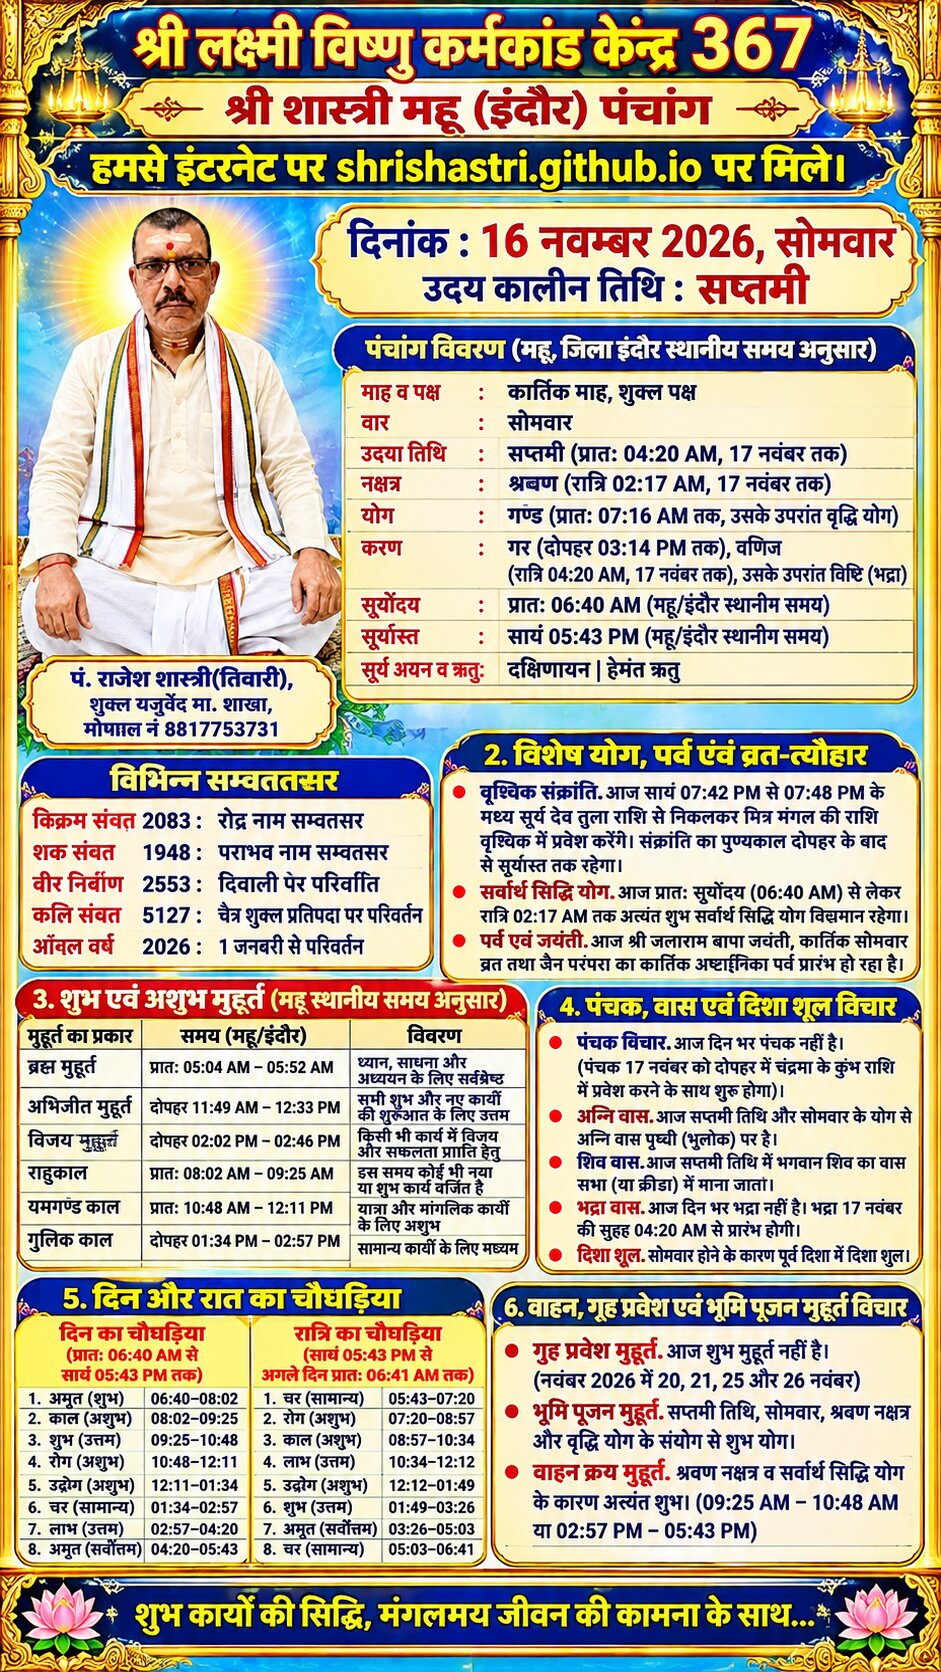 श्री लक्ष्मी विष्णु कर्मकांड केन्द्र 367
श्री शास्त्री महू (इंदौर) पंचांग
हमसे इंटरनेट पर shrishastri.github.io पर मिले।
दिनांक : 16 नवम्बर 2026, सोमवार
उदय कालीन तिथि : सप्तमी
पंचांग विवरण (महू, जिला इंदौर स्थानीय समय अनुसार)
माह व पक्ष : कार्तिक माह, शुक्ल पक्ष
वार : सोमवार
उदया तिथि : सप्तमी (प्रात: 04:20 AM, 17 नवंबर तक)
नक्षत्र : श्रबण (रात्रि 02:17 AM, 17 नवंबर तक)
योग : गण्ड (प्रात: 07:16 AM तक, उसके उपरांत वृद्धि योग)
करण : गर (दोपहर 03:14 PM तक), वणिज
(रात्रि 04:20 AM, 17 नवंबर तक), उसके उपरांत विष्टि (भद्रा)
सूर्योदय : प्रात: 06:40 AM (महू/इंदौर स्थानीम समय)
सूर्यास्त : सायं 05:43 PM (महू/इंदौर स्थानीग समय)
सूर्य अयन व ऋतु: दक्षिणायन | हेमंत ऋतु
पं. राजेश शास्त्री(तिवारी),
शुक्ल यजुर्वेद मा. शाखा,
मोपााल नं 8817753731
विभिन्न सम्वततसर
किक्रम संवत़ 2083 : रोद्र नाम सम्वतसर
शक संबत 1948 : पराभव नाम सम्वतसर
वीर निर्बाण 2553 : दिवाली पेर परिवर्ति
कलि संवत 5127 : चैत्र शुक्ल प्रतिपदा पर परिवर्तन
ऑवल वर्ष 2026 : 1 जनबरी से परिवर्तन
2. विशेष योग, पर्व एंवं व्रत-त्यौहार
वृश्चिक संक्रांति. आज सायं 07:42 PM से 07:48 PM के
मध्य सूर्य देव तुला राशि से निकलकर मित्र मंगल की राशि
वृश्चिक में प्रवेश करेंगे। संक्रांति का पुण्यकाल दोपहर के बाद
से सुर्यास्त तक रहेगा।
सर्वार्थ सिद्धि योग. आज प्रात: सुयोदय (06:40 AM) से लेकर
रात्रि 02:17 AM तक अत्यंत शुभ सर्वार्थ सिद्धि योग विद्यमान रहेगा।
पर्व एवं जयंती. आज श्री जलाराम बापा जवंती, कार्तिक सोमवार
व्रत तथा जैन परंपरा का कार्तिक अष्टाईनिका पर्व प्रारंभ हो रहा है।
3. शुभ एवं अशुभ मुहूर्त (महू स्थानीय समय अनुसार)
मुहूर्त का प्रकार समय (महू/इंदौर) विवरण
ब्रह्म मुहूर्त प्रात: 05:04 AM – 05:52 AM ध्यान, साधना और
अध्ययन के लिए सर्वश्रेष्ठ
अभिजीत मुहूर्त दोपहर 11:49 AM – 12:33 PM समी शुभ और नए कार्यो
की शुरुआत के लिए उत्तम
विजय दोपहर 02:02 PM – 02:46 PM किसी भी कार्य में विजय
और सफलता प्रााति हेतु
राहुकाल प्रात: 08:02 AM – 09:25 AM इस समय कोई भी नया
या शुभ कार्य वर्जित है
यमगण्ड काल प्रात: 10:48 AM – 12:11 PM यात्रा और मांगलिक कार्यों
के लिए अशुभ
गुलिक काल दोपहर 01:34 PM – 02:57 PM सामान्य कार्यो के लिए मध्यम
4. पंचक, वास एवं दिशा शूल विचार
पंचक विचार. आज दिन भर पंचक नहीं है।
(पंचक 17 नवंबर को दोपहर में चंद्रमा के कुंभ राशि
में प्रवेश करने के साथ शुरू होगा)।
अग्नि वास. आज सप्तमी तिथि और सोमवार के योग से
अग्नि वास पृथ्वी (भुलोक) पर है।
शिव वास. आज सप्तमी तिथि में भगवान शिव का वास
सभा (या क्रीडा) में माना जाता।
भद्रा वास. आज दिन भर भद्रा नहीं है। भद्रा 17 नवंबर
की सुहह 04:20 AM से प्रारंभ होगी।
दिशा शूल. सोमवार होने के कारण पूर्व दिशा में दिशा शुल।
5. दिन और रात का चौघड़िया
दिन का चौघड़िया
(प्रात: 06:40 AM से
सायं 05:43 PM तक)
1. अमृत (शुभ) 06:40–08:02
2. काल (अशुभ) 08:02–09:25
3. शुभ (उत्तम) 09:25–10:48
4. रोग (अशुभ) 10:48–12:11
5. उद्वेग (अशुभ) 12:11–01:34
6. चर (सामान्य) 01:34–02:57
7. लाभ (उत्तम) 02:57–04:20
8. अमृत (सर्वोत्तम) 04:20–05:43
रात्रि का चौघड़िया
(सायं 05:43 PM से
अगले दिन प्रात: 06:41 AM तक)
1. चर (सामान्य) 05:43–07:20
2. रोग (अशुभ) 07:20–08:57
3. काल (अशुभ) 08:57–10:34
4. लाभ (उत्तम) 10:34–12:12
5. उद्वेग (अशुभ) 12:12–01:49
6. शुभ (उत्तम) 01:49–03:26
7. अमृत (सर्वोत्तम) 03:26–05:03
8. चर (सामान्य) 05:03–06:41
6. वाहन, गृह प्रवेश एवं भूमि पूजन मुहूर्त विचार
गृह प्रवेश मुहूर्त. आज शुभ मुहूर्त नहीं है।
(नवंबर 2026 में 20, 21, 25 और 26 नवंबर)
भूमि पूजन मुहूर्त. सप्तमी तिथि, सोमवार, श्रबण नक्षत्र
और वृद्धि योग के संयोग से शुभ योग।
वाहन क्रय मुहूर्त. श्रवण नक्षत्र व सर्वार्थ सिद्धि योग
के कारण अत्यंत शुभ। (09:25 AM – 10:48 AM
या 02:57 PM – 05:43 PM)
शुभ कायों की सिद्धि, मंगलमय जीवन की कामना के साथ...